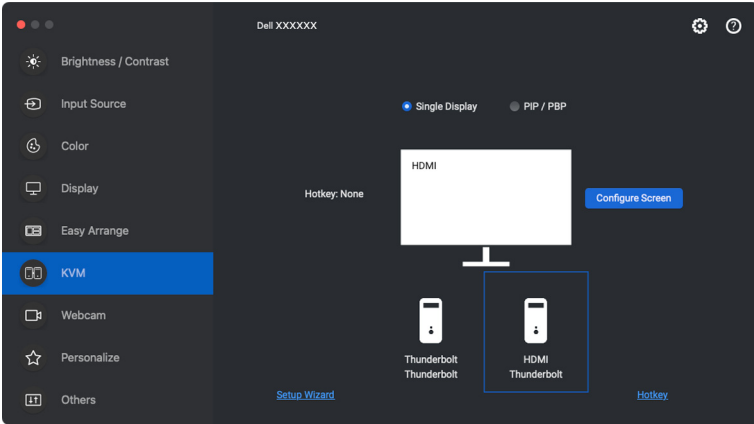 Dell XXXXXX
Brightness / Contrast
Input Source
Color
Display
Easy Arrange
KVM
Webcam
Personalize
Others
Single Display
PIP / PBP
HDMI
Hotkey: None
Configure Screen
Thunderbolt
Thunderbolt
HDMI
Thunderbolt
Setup Wizard
Hotkey